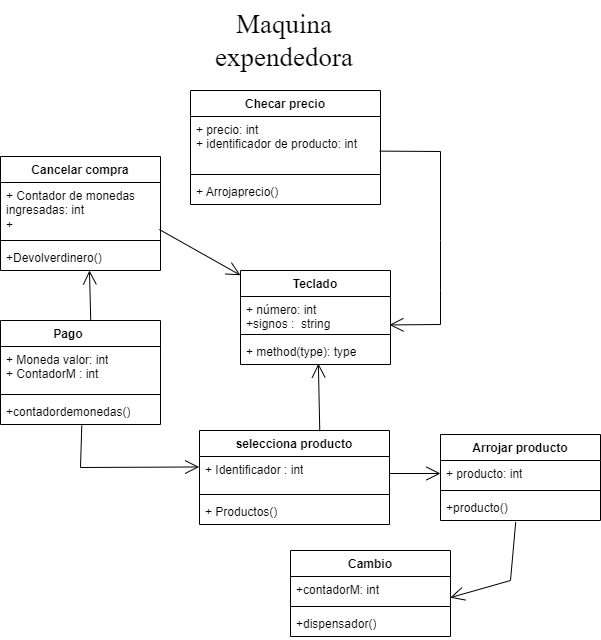 Maquina
expendedora
Checar precio
+ precio: int
+ identificador de producto: int
+ Arrojaprecio()
Cancelar compra
+ Contador de monedas
ingresadas: int
+
+Devolverdinero()
Teclado
+ número: int
+signos :  string
+ method(type): type
Pago
+ Moneda valor: int
+ ContadorM : int
+contadordemonedas()
selecciona producto
+ Identificador : int
+ Productos()
Arrojar producto
+ producto: int
+producto()
Cambio
+contadorM: int
+dispensador()